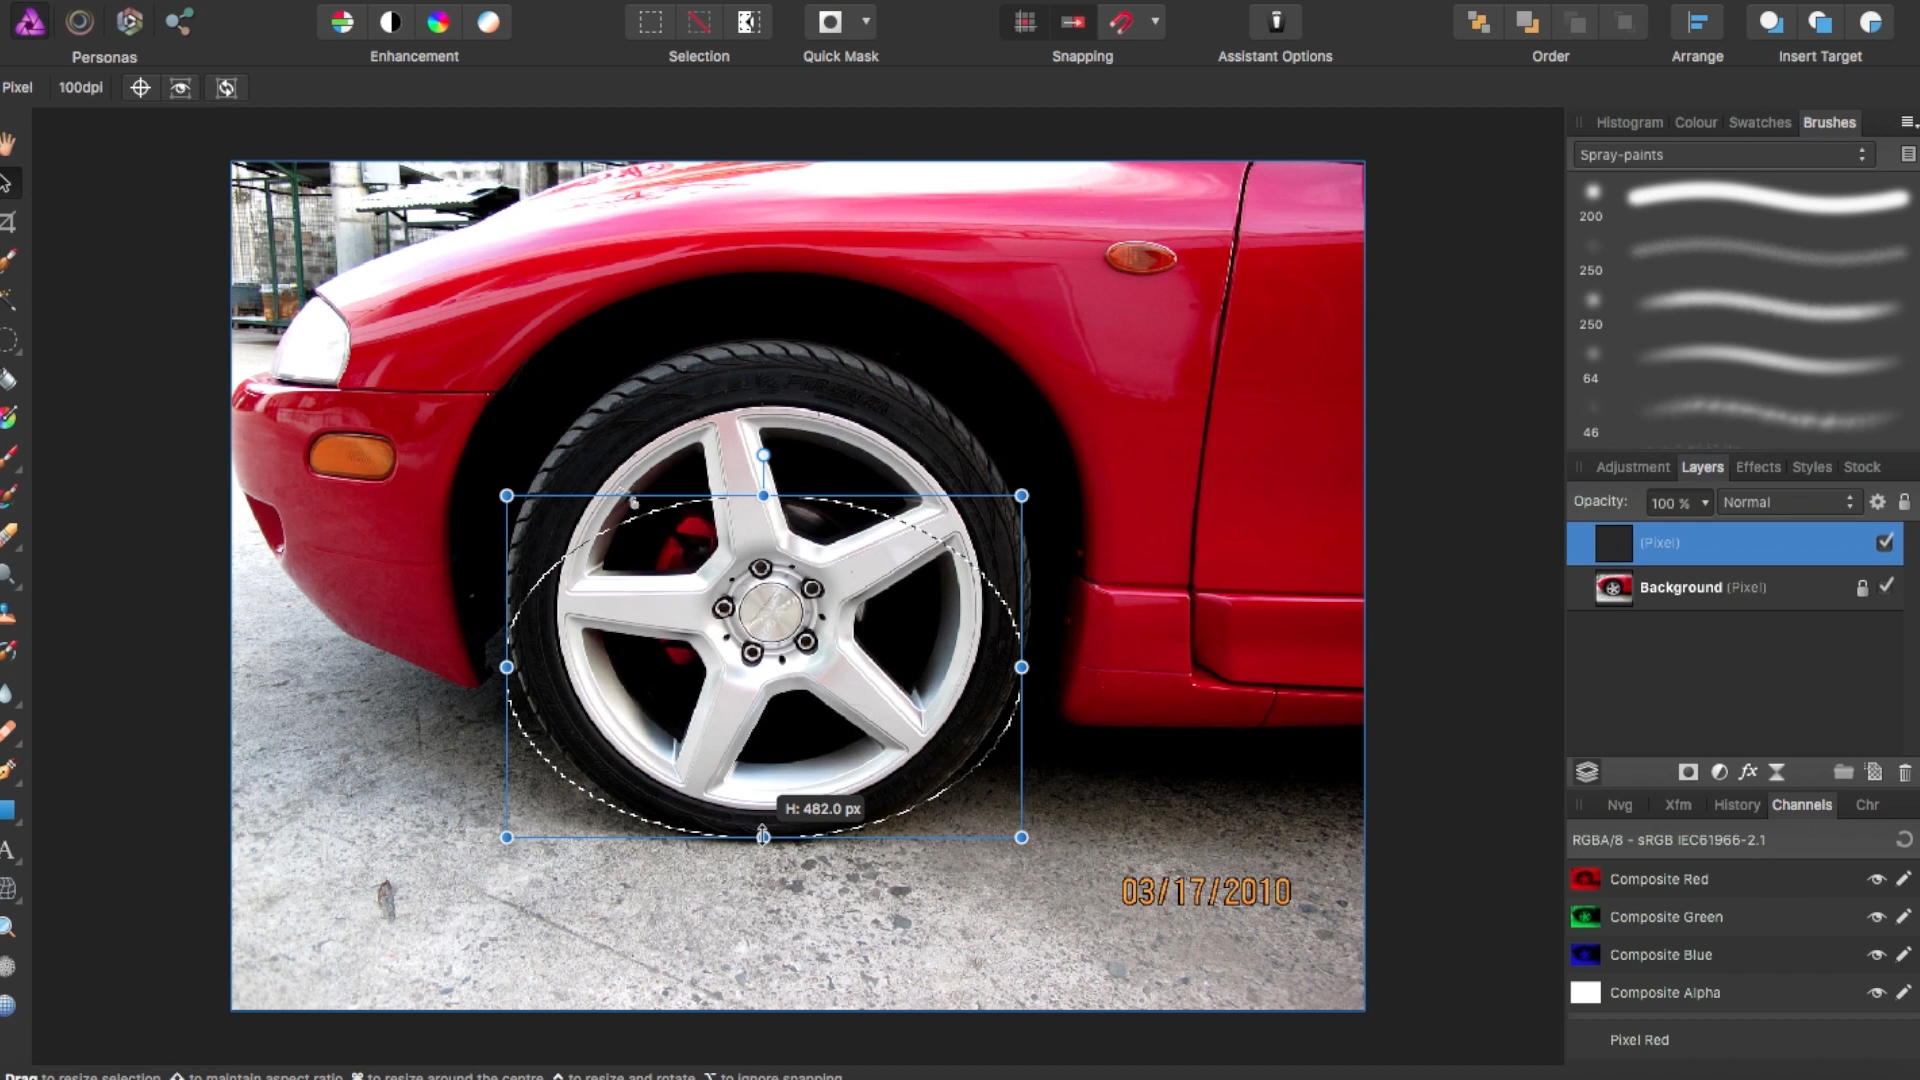 Personas
Enhancement
Selection
Quick Mask
Snapping
Assistant Options
Order
Arrange
Insert Target
Pixel
100dpi
Histogram Colour Swatches Brushes
Spray-paints
200
250
250
64
46
Adjustment Layers Effects Styles Stock
Opacity: 100 % Normal
(Pixel)
Background (Pixel)
H: 482.0 px
03/17/2010
Nvg Xfm History Channels Chr
RGBA/8 - sRGB IEC61966-2.1
Composite Red
Composite Green
Composite Blue
Composite Alpha
Pixel Red
Drag to resize selection. to maintain aspect ratio. ⌘ to resize around the centre. ⌃ to resize and rotate. ⌥ to ignore snapping.